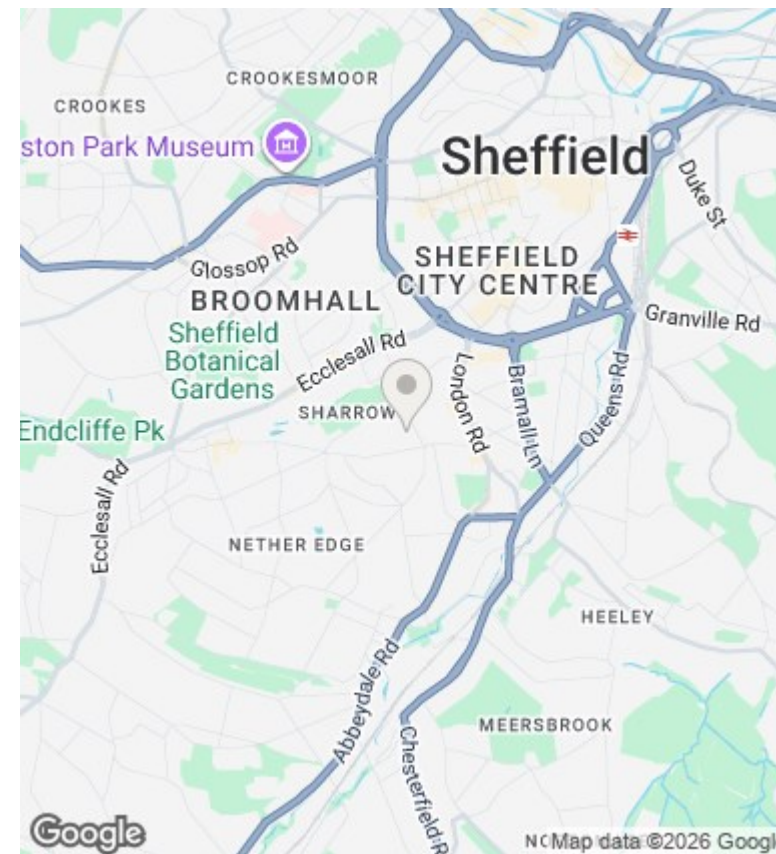 CROOKESMOOR
CROOKES
ston Park Museum
Sheffield
Duke St
Glossop Rd
SHEFFIELD
CITY CENTRE
BROOMHALL
Granville Rd
Sheffield
Botanical
Gardens
Ecclesall Rd
London Rd
Bramall Ln
Queens Rd
SHARROW
Endcliffe Pk
Ecclesall Rd
NETHER EDGE
HEELEY
Abbeydale Rd
MEERSBROOK
Chesterfield R
Google
NO
Map data ©2026 Googl